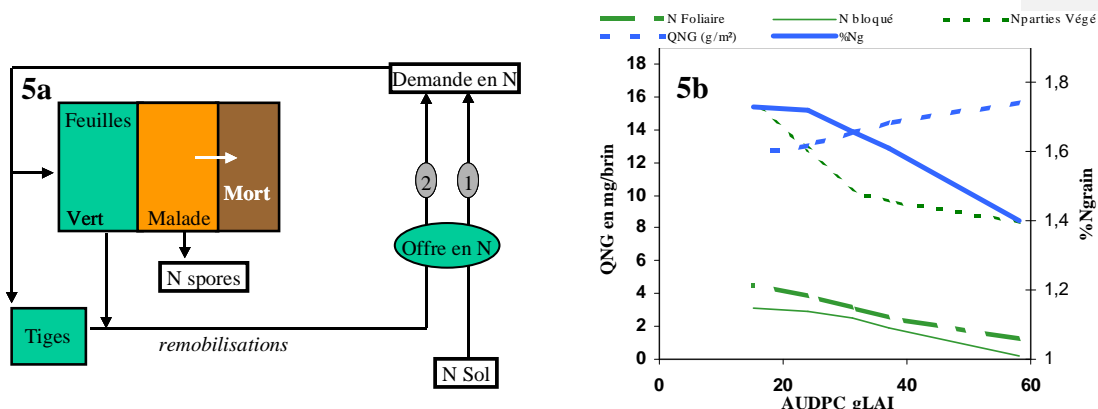 5a
Demande en N
Feuilles
Mort
Vert
Malade
2
1
Offre en N
N spores
Tiges
remobilisations
N Sol
N Foliaire
N bloqué
Nparties Végé
QNG (g/m²)
%Ng
5b
QNG en mg/brin
18
16
14
12
10
8
6
4
2
0
1,8
1,6
1,4
1,2
1
%Ngrain
0
20
40
60
AUDPC gLAI